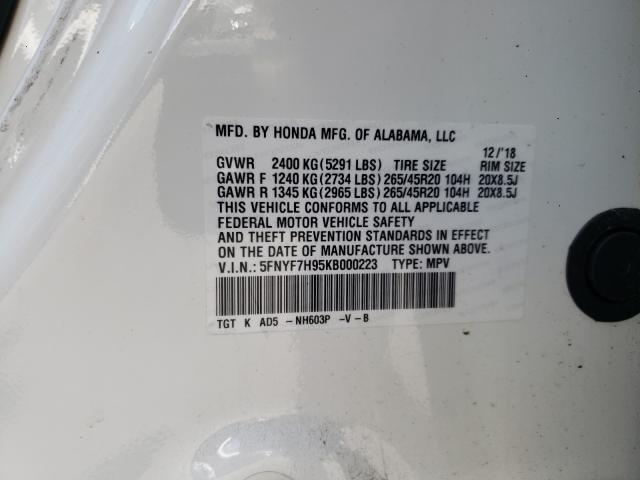 MFD. BY HONDA MFG. OF ALABAMA, LLC
12/'18
GVWR 2400 KG(5291 LBS) TIRE SIZE RIM SIZE
GAWR F 1240 KG(2734 LBS) 265/45R20 104H 20X8.5J
GAWR R 1345 KG(2965 LBS) 265/45R20 104H 20X8.5J
THIS VEHICLE CONFORMS TO ALL APPLICABLE
FEDERAL MOTOR VEHICLE SAFETY
AND THEFT PREVENTION STANDARDS IN EFFECT
ON THE DATE OF MANUFACTURE SHOWN ABOVE.
V.I.N.: 5FNYF7H95KB000223 TYPE: MPV
TGT K AD5 -NH603P -V-B